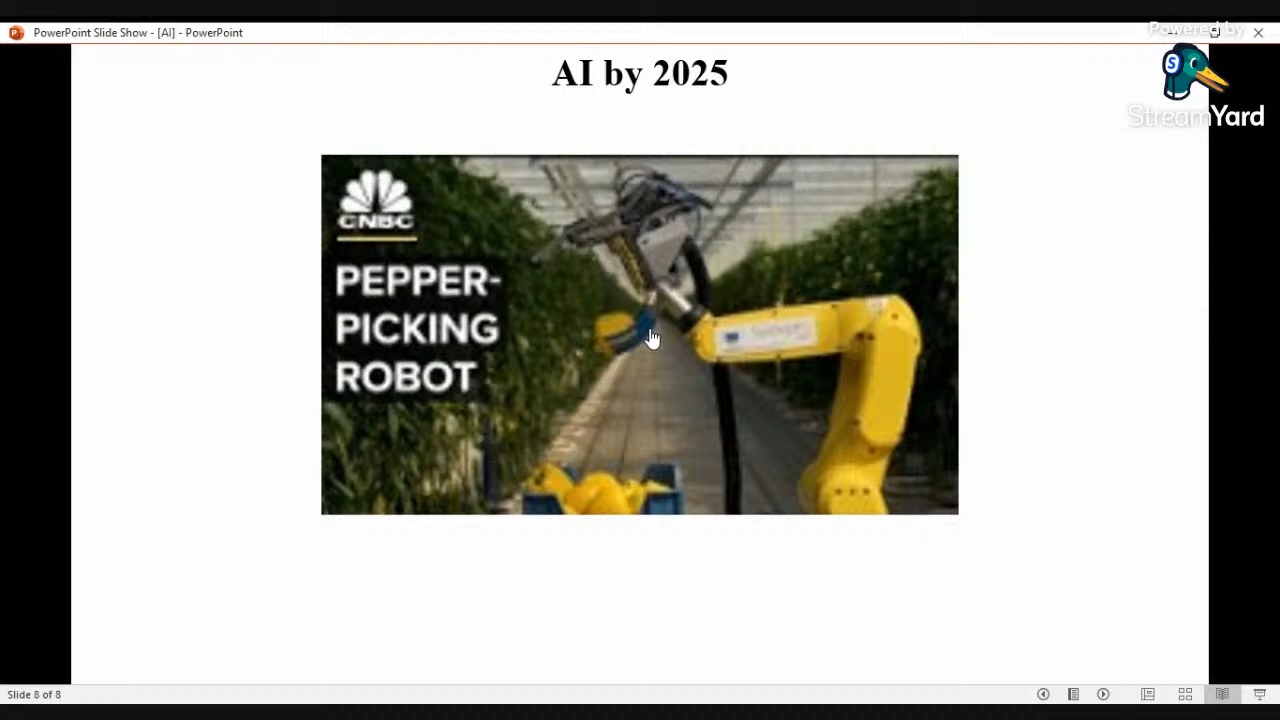 PowerPoint Slide Show - [AI] - PowerPoint
Powered by
S
StreamYard
AI by 2025
CNBC
PEPPER-
PICKING
ROBOT
Slide 8 of 8